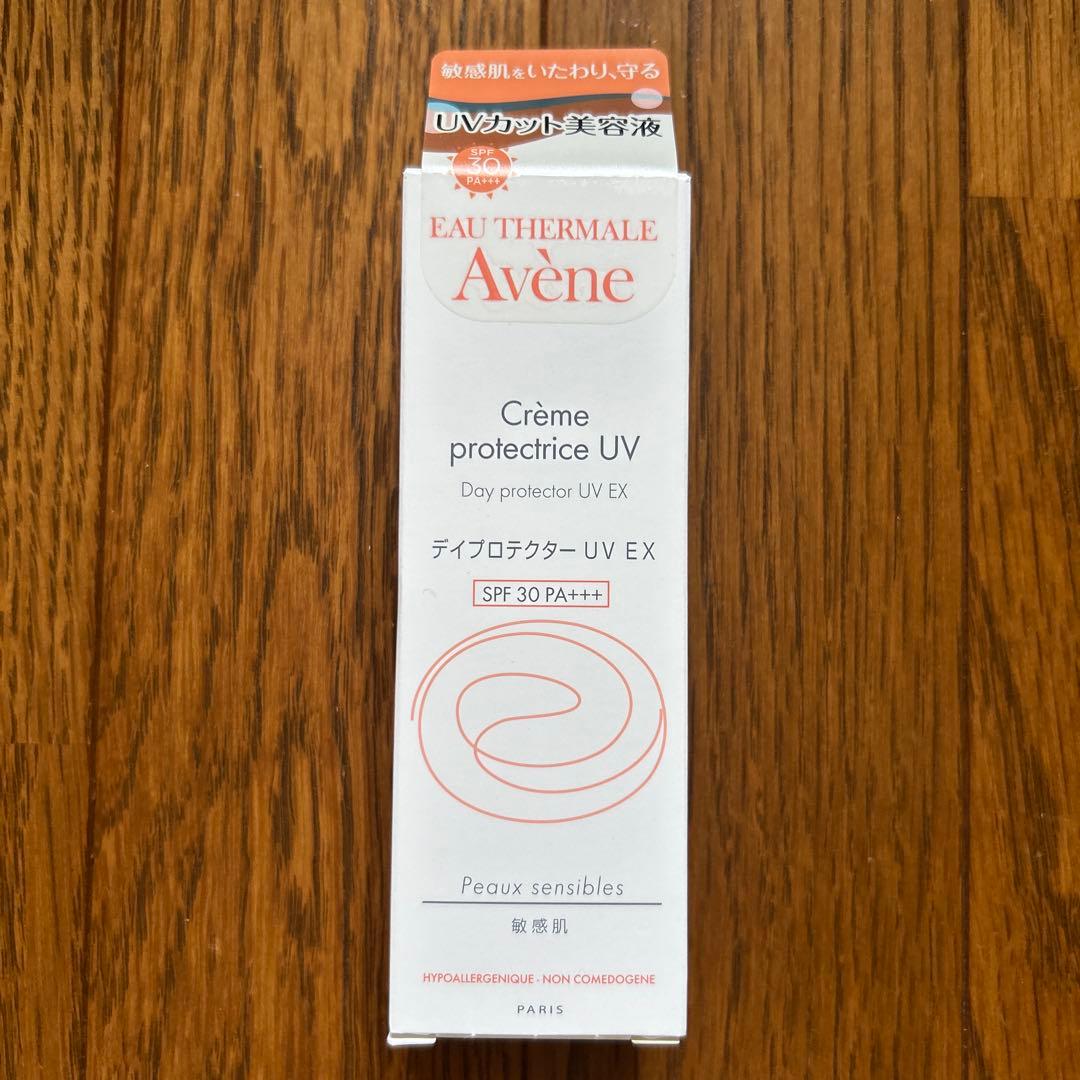 敏感肌をいたわり、守る
UVカット美容液
SPF
30
PA+++
EAU THERMALE
Avène
Crème
protectrice UV
Day protector UV EX
デイプロテクター UV EX
SPF 30 PA+++
Peaux sensibles
敏感肌
HYPOALLERGENIQUE - NON COMEDOGENE
PARIS